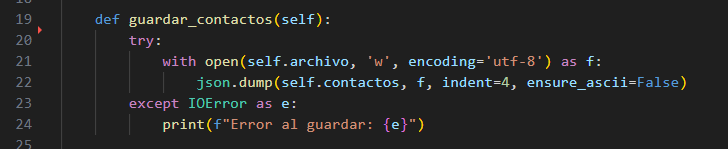 19 def guardar_contactos(self):
20 try:
21 with open(self.archivo, 'w', encoding='utf-8') as f:
22 json.dump(self.contactos, f, indent=4, ensure_ascii=False)
23 except IOError as e:
24 print(f"Error al guardar: {e}")
25